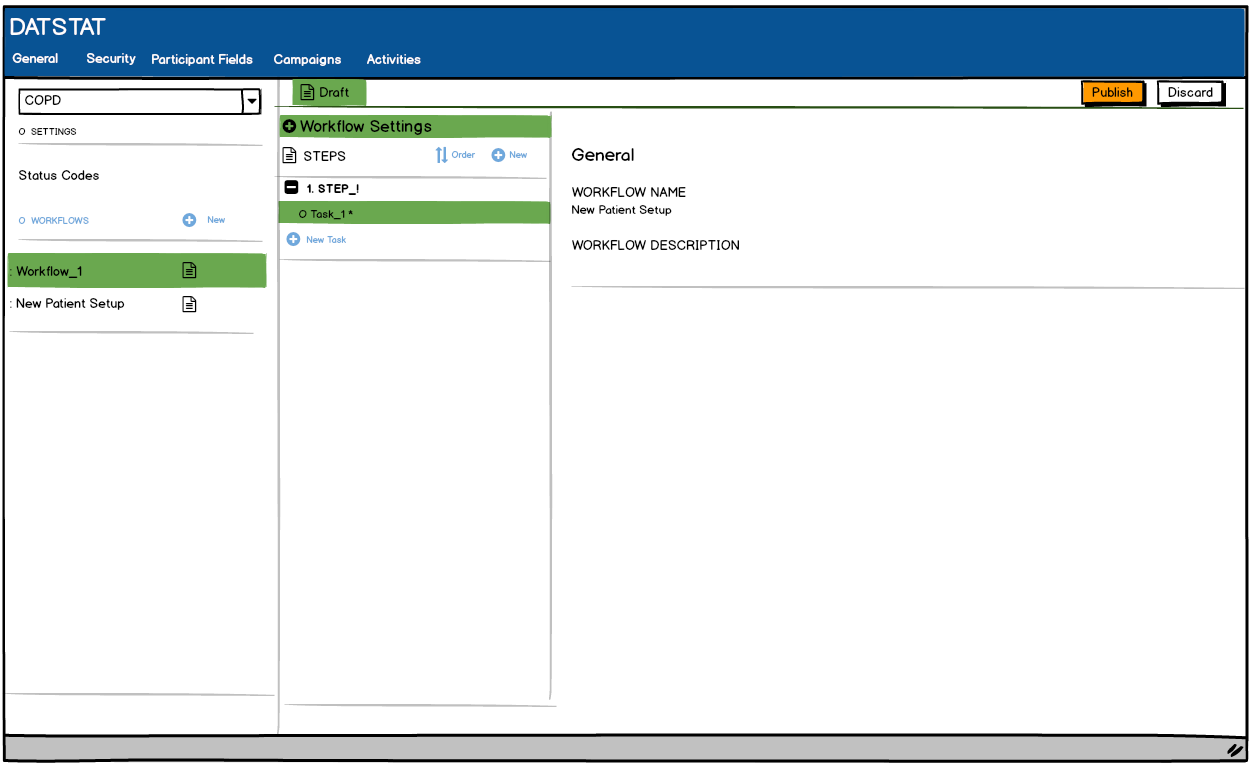 DATSTAT
General Security Participant Fields Campaigns Activities
COPD
O SETTINGS
Status Codes
O WORKFLOWS New
: Workflow_1
: New Patient Setup
Draft
Publish Discard
Workflow Settings
STEPS Order New
1. STEP_!
O Task_1 *
New Task
General
WORKFLOW NAME
New Patient Setup
WORKFLOW DESCRIPTION